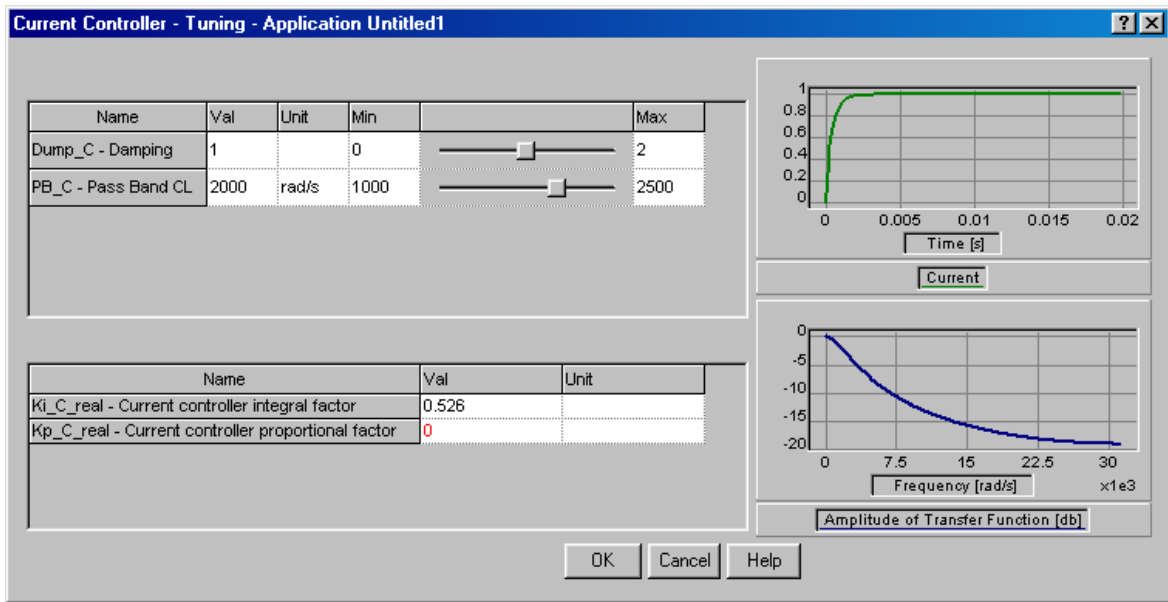 Current Controller - Tuning - Application Untitled1
Name Val Unit Min Max
Dump_C - Damping 1 0 2
PB_C - Pass Band CL 2000 rad/s 1000 2500
Name Val Unit
Ki_C_real - Current controller integral factor 0.526
Kp_C_real - Current controller proportional factor 0
1
0.8
0.6
0.4
0.2
0
0 0.005 0.01 0.015 0.02
Time [s]
Current
0
-5
-10
-15
-20
0 7.5 15 22.5 30
Frequency [rad/s] x1e3
Amplitude of Transfer Function [db]
OK Cancel Help